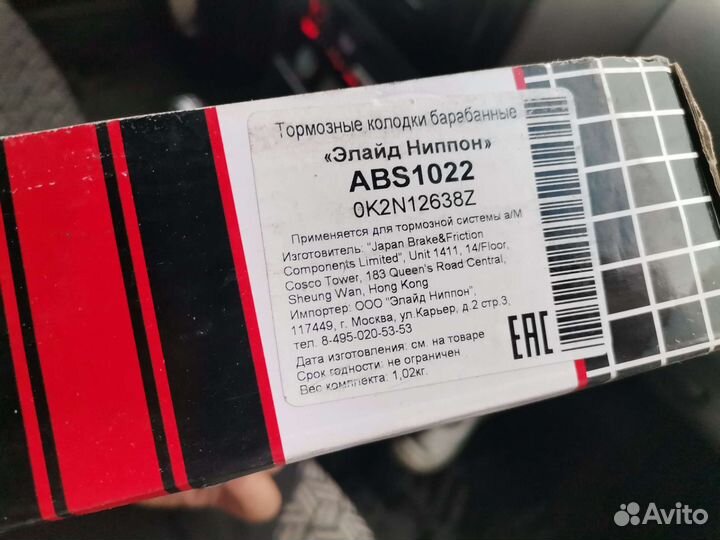 Тормозные колодки барабанные
«Элайд Ниппон»
ABS1022
0K2N12638Z
Применяется для тормозной системы а/м
Изготовитель: "Japan Brake&Friction
Components Limited", Unit 1411, 14/Floor,
Cosco Tower, 183 Queen's Road Central,
Sheung Wan, Hong Kong
Импортер: ООО "Элайд Ниппон",
117449, г. Москва, ул.Карьер, д.2 стр.3,
тел. 8-495-020-53-53
Дата изготовления: см. на товаре
Срок годности: не ограничен
Вес комплекта: 1,02кг.
EAC
Avito